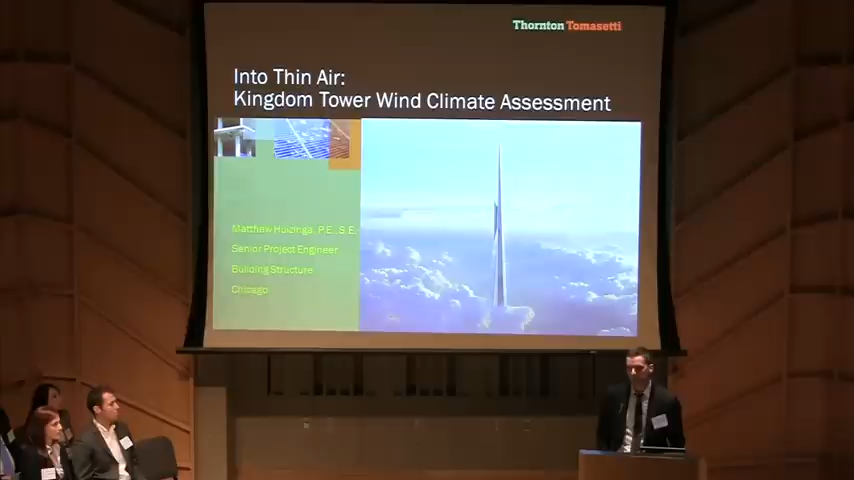 Thornton Tomasetti
Into Thin Air:
Kingdom Tower Wind Climate Assessment
Matthew Huizinga, P.E., S.E.
Senior Project Engineer
Building Structure
Chicago